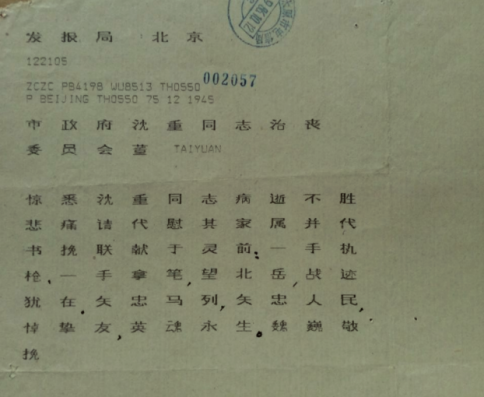 发报局 北京
122105
ZCZC PB4198 WU8513 TH0550
002057
P BEIJING TH0550 75 12 1945
市政府沈重同志治丧
委员会 TAIYUAN
惊悉沈重同志病逝不胜
悲痛请代慰其家属并代
书挽联献于灵前:一手执
枪,一手拿笔,望北岳,战迹
犹在,矢忠马列,矢忠人民,
悼挚友,英魂永生.魏巍敬
挽